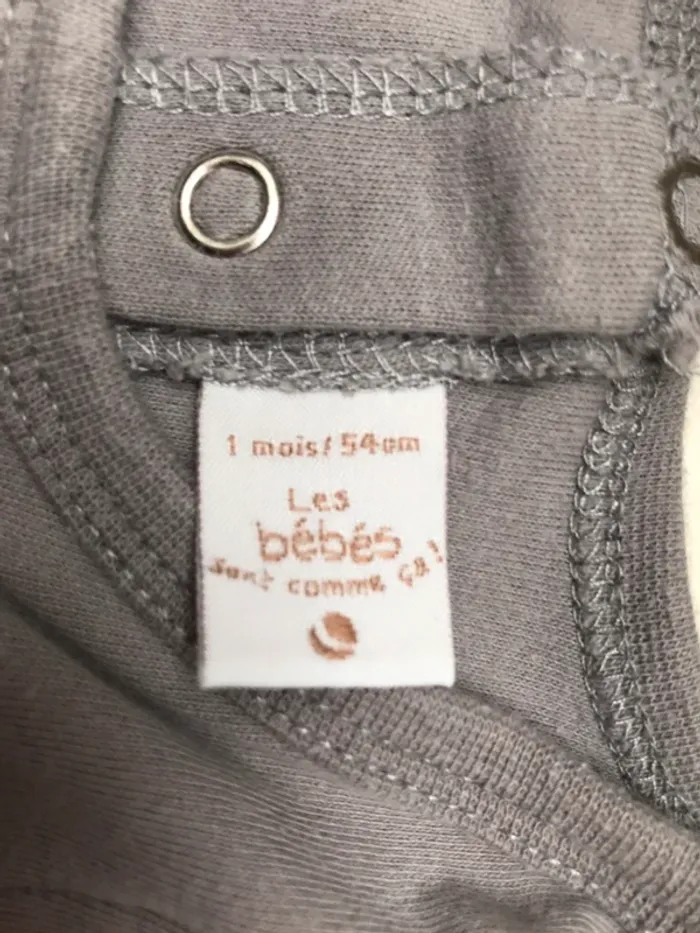 1 mois/ 54cm
Les
bébés
sont comme ça!